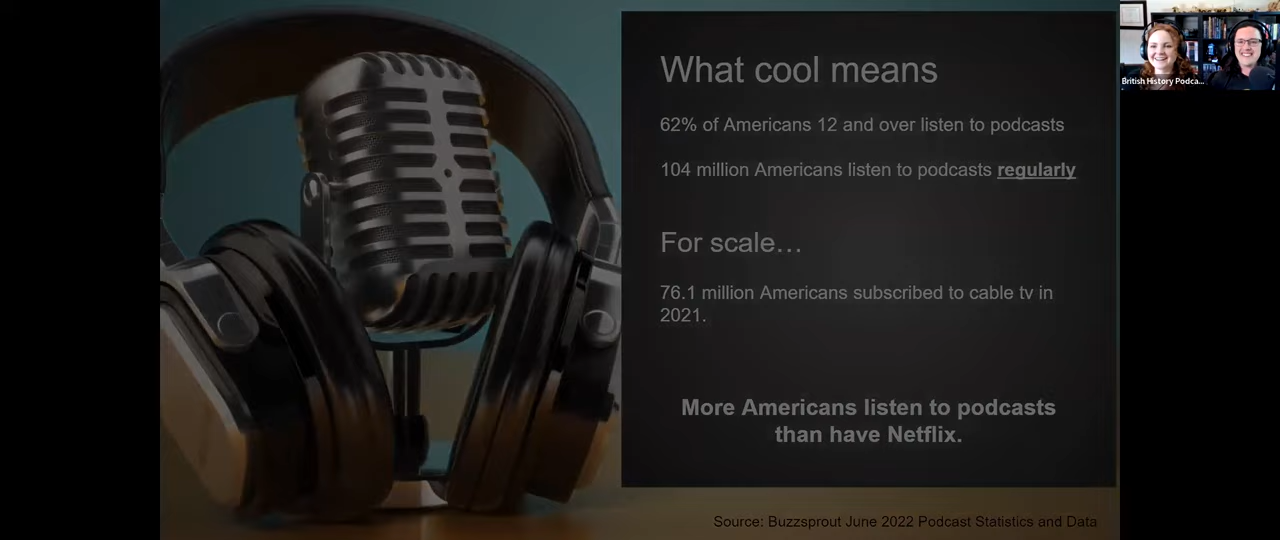 What cool means
62% of Americans 12 and over listen to podcasts
104 million Americans listen to podcasts regularly
For scale…
76.1 million Americans subscribed to cable tv in
2021.
More Americans listen to podcasts
than have Netflix.
Source: Buzzsprout June 2022 Podcast Statistics and Data
British History Podca...